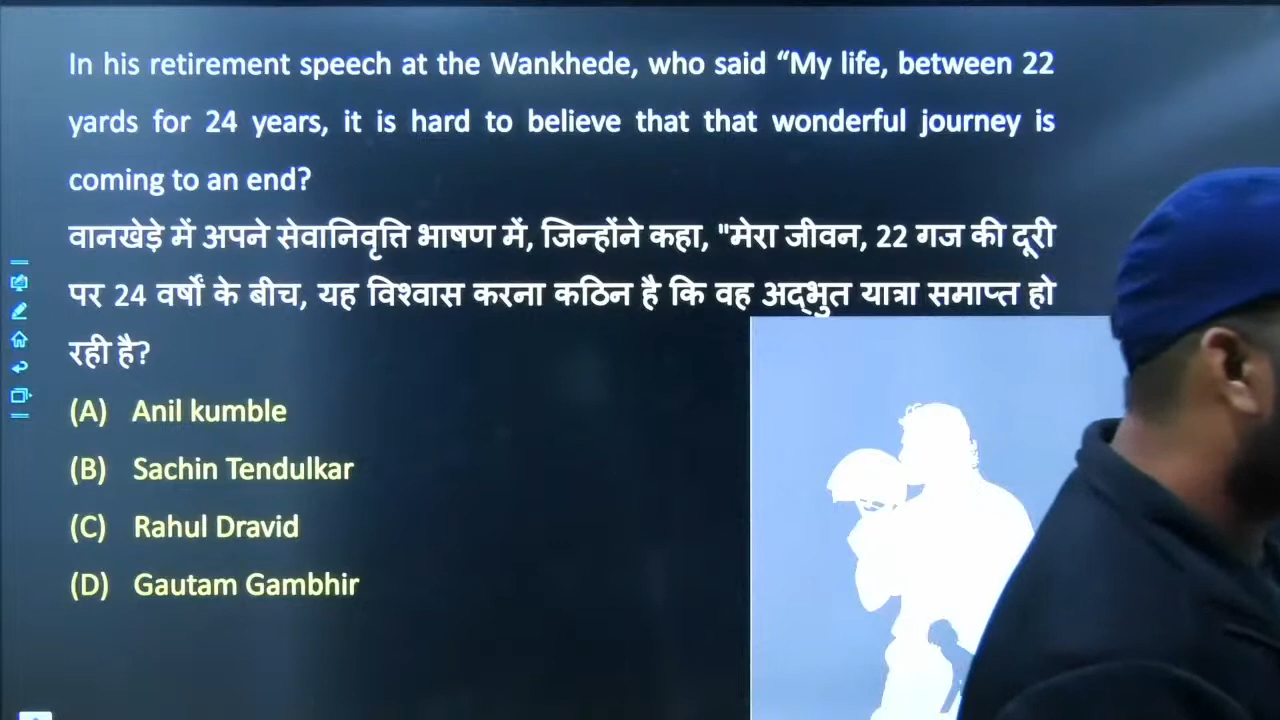 In his retirement speech at the Wankhede, who said “My life, between 22
yards for 24 years, it is hard to believe that that wonderful journey is
coming to an end?
वानखेड़े में अपने सेवानिवृत्ति भाषण में, जिन्होंने कहा, "मेरा जीवन, 22 गज की दूरी
पर 24 वर्षों के बीच, यह विश्वास करना कठिन है कि वह अद्भुत यात्रा समाप्त हो
रही है?
(A) Anil kumble
(B) Sachin Tendulkar
(C) Rahul Dravid
(D) Gautam Gambhir